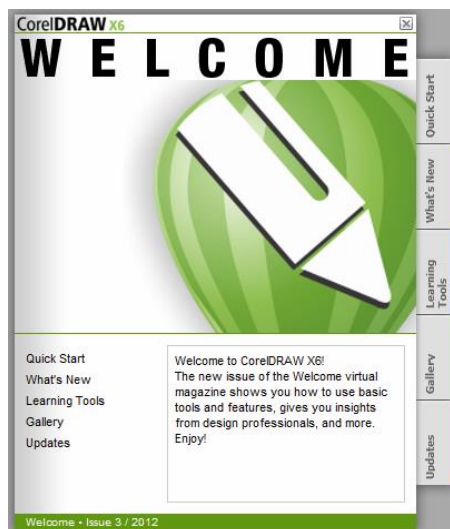 CorelDRAW X6
WELCOME
Quick Start
What's New
Learning Tools
Gallery
Updates
Welcome to CorelDRAW X6!
The new issue of the Welcome virtual
magazine shows you how to use basic
tools and features, gives you insights
from design professionals, and more.
Enjoy!
Welcome • Issue 3 / 2012
Quick Start
What's New
Learning
Tools
Gallery
Updates